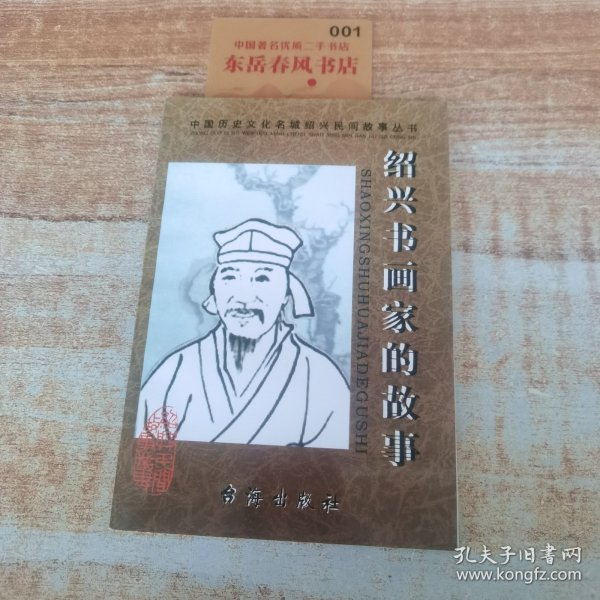 001
中国著名优质二手书店
东岳春风书店
中国历史文化名城绍兴民间故事丛书
绍兴书画家的故事
SHAOXINGSHUHUAJIADEGUSHI
台海出版社
孔夫子旧书网
www.kongfz.com